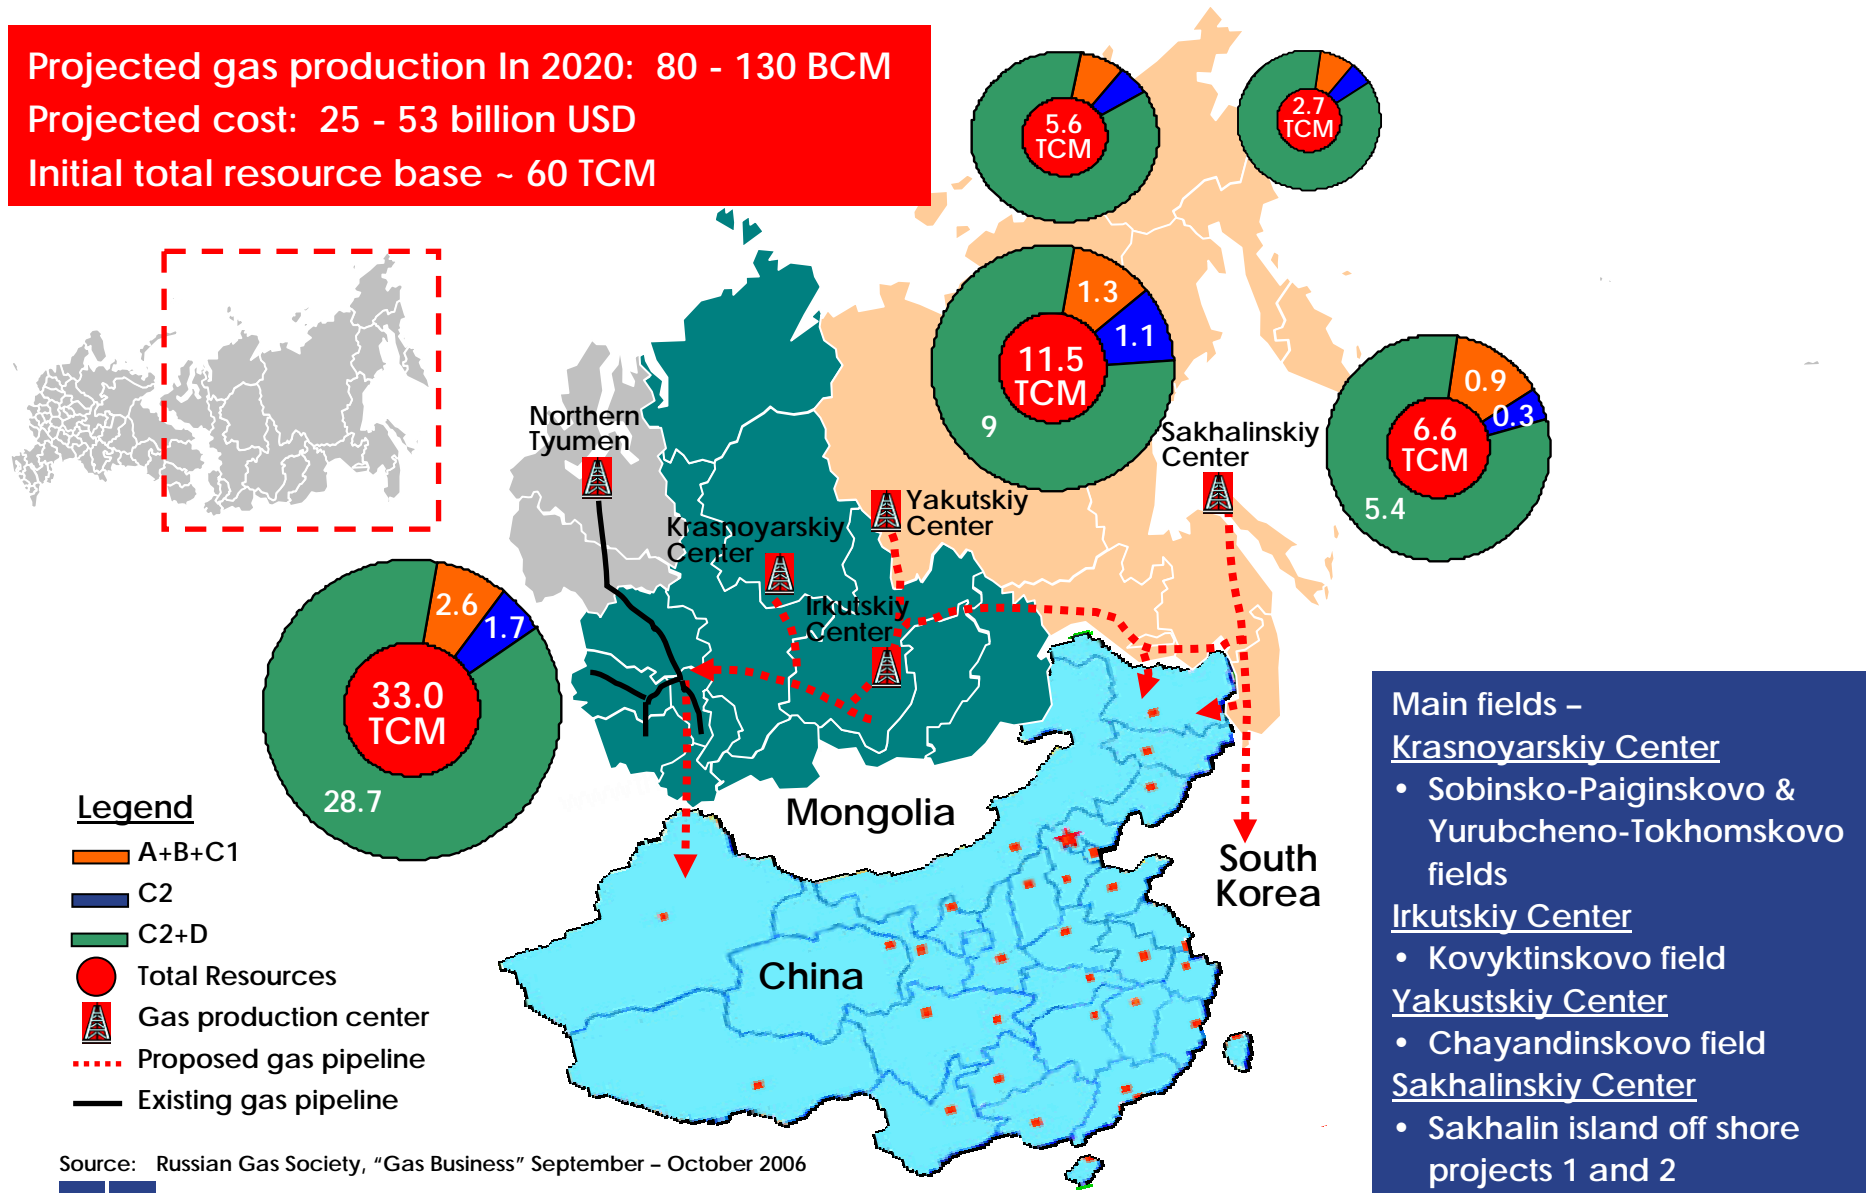 Projected gas production In 2020: 80 - 130 BCM
Projected cost: 25 - 53 billion USD
Initial total resource base ~ 60 TCM
5.6
TCM
2.7
TCM
1.3
1.1
11.5
TCM
9
0.9
0.3
6.6
TCM
5.4
Northern
Tyumen
Sakhalinskiy
Center
Yakutskiy
Center
Krasnoyarskiy
Center
Irkutskiy
Center
2.6
1.7
33.0
TCM
28.7
Mongolia
China
South
Korea
Legend
A+B+C1
C2
C2+D
Total Resources
Gas production center
Proposed gas pipeline
Existing gas pipeline
Main fields –
Krasnoyarskiy Center
• Sobinsko-Paiginskovo &
Yurubcheno-Tokhomskovo
fields
Irkutskiy Center
• Kovyktinskovo field
Yakustskiy Center
• Chayandinskovo field
Sakhalinskiy Center
• Sakhalin island off shore
projects 1 and 2
Source: Russian Gas Society, “Gas Business” September – October 2006